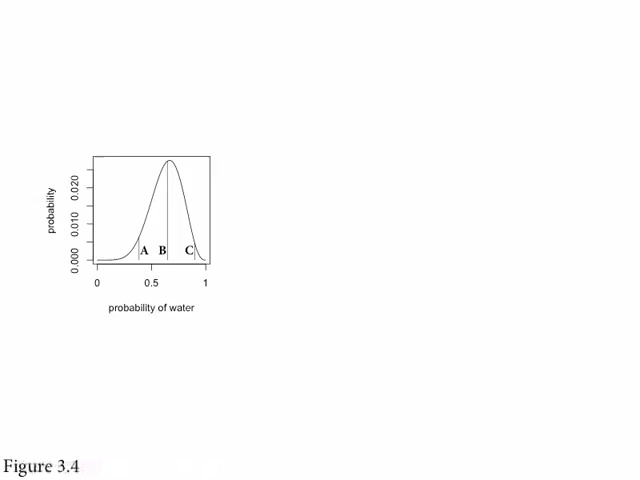 probability
0.020
0.010
0.000
A B C
0 0.5 1
probability of water
Figure 3.4